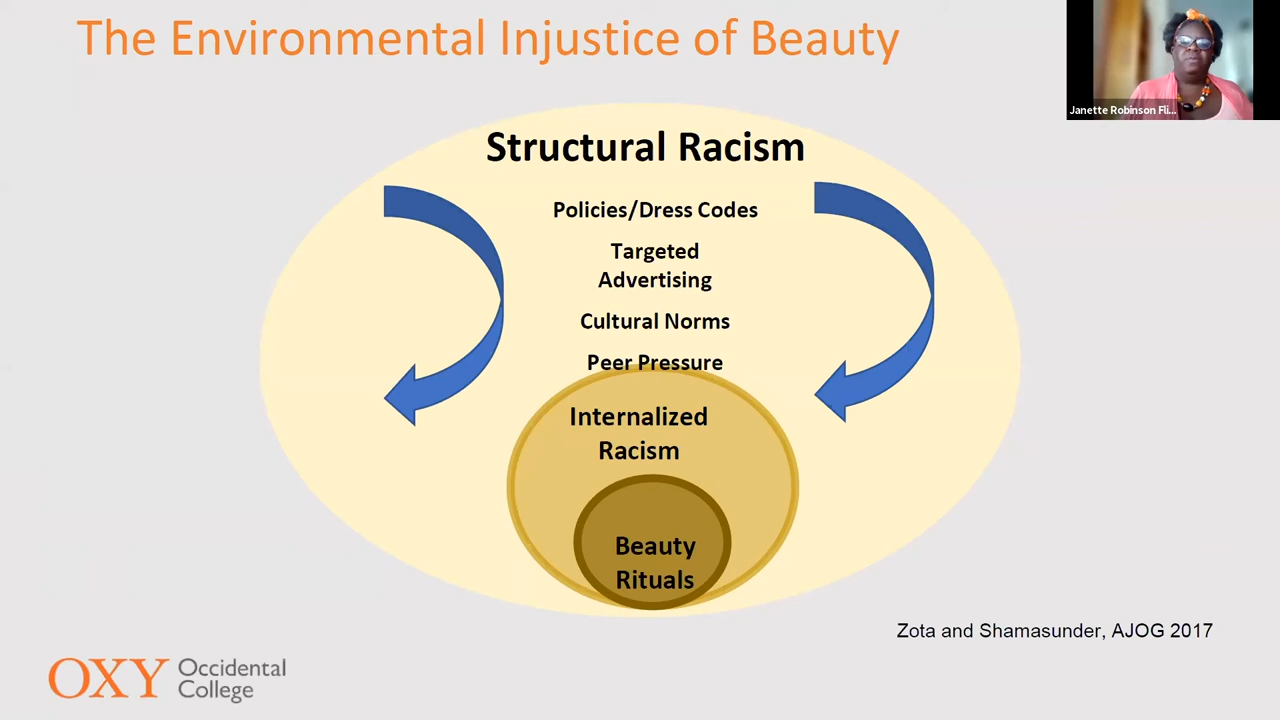 The Environmental Injustice of Beauty
Janette Robinson Fli...
Structural Racism
Policies/Dress Codes
Targeted
Advertising
Cultural Norms
Peer Pressure
Internalized
Racism
Beauty
Rituals
Zota and Shamasunder, AJOG 2017
OXY Occidental
College